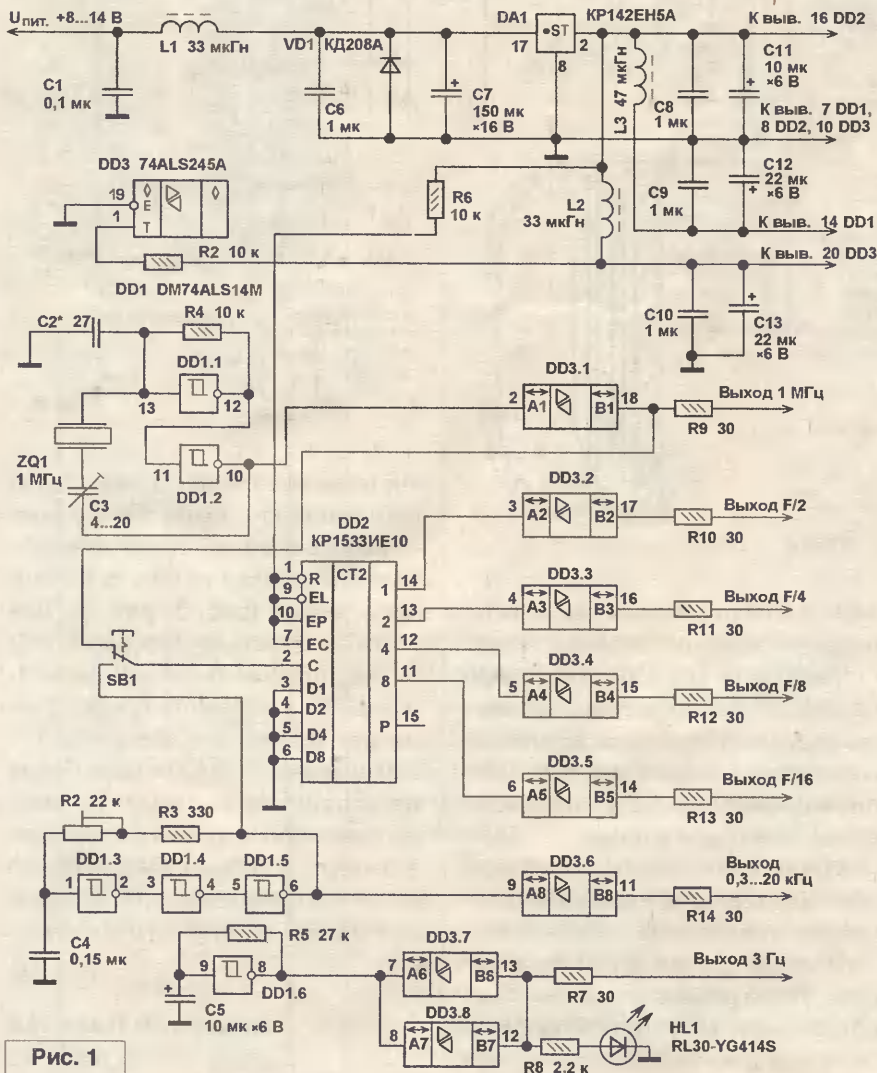 Uпит. +8...14 В
L1 33 мкГн
VD1 КД208А
DA1
КР142ЕН5А
К выв. 16 DD2
17
•ST
2
8
C1
0,1 мк
C6
1 мк
+
C7
150 мк
×16 В
L3 47 мкГн
C8
1 мк
+
C11
10 мк
×6 В
К выв. 7 DD1,
8 DD2, 10 DD3
DD3 74ALS245A
19
E
1
T
R6
10 к
L2
33 мкГн
C9
1 мк
C12
22 мк
×6 В
+
К выв. 14 DD1
R2 10 к
К выв. 20 DD3
DD1 DM74ALS14M
C2* 27
R4 10 к
DD1.1
13
12
C10
1 мк
+
C13
22 мк
×6 В
DD3.1
2
A1
B1
18
Выход 1 МГц
R9 30
ZQ1
1 МГц
11
10
DD1.2
C3
4...20
DD3.2
3
A2
B2
17
Выход F/2
R10 30
DD2
КР1533ИЕ10
1
R
CT2
9
EL
10
EP
7
EC
2
C
3
D1
4
D2
5
D4
6
D8
1
14
2
13
4
12
8
11
P
15
DD3.3
4
A3
B3
16
Выход F/4
R11 30
DD3.4
5
A4
B4
15
Выход F/8
R12 30
SB1
DD3.5
6
A5
B5
14
Выход F/16
R13 30
R2 22 к
R3 330
DD1.3
DD1.4
DD1.5
1
2
3
4
5
6
DD3.6
9
A8
B8
11
Выход
0,3...20 кГц
R14 30
C4
0,15 мк
R5 27 к
9
8
DD1.6
+
C5
10 мк ×6 В
DD3.7
7
A6
B6
13
Выход 3 Гц
R7 30
DD3.8
8
A7
B7
12
HL1
RL30-YG414S
R8 2,2 к
Рис. 1